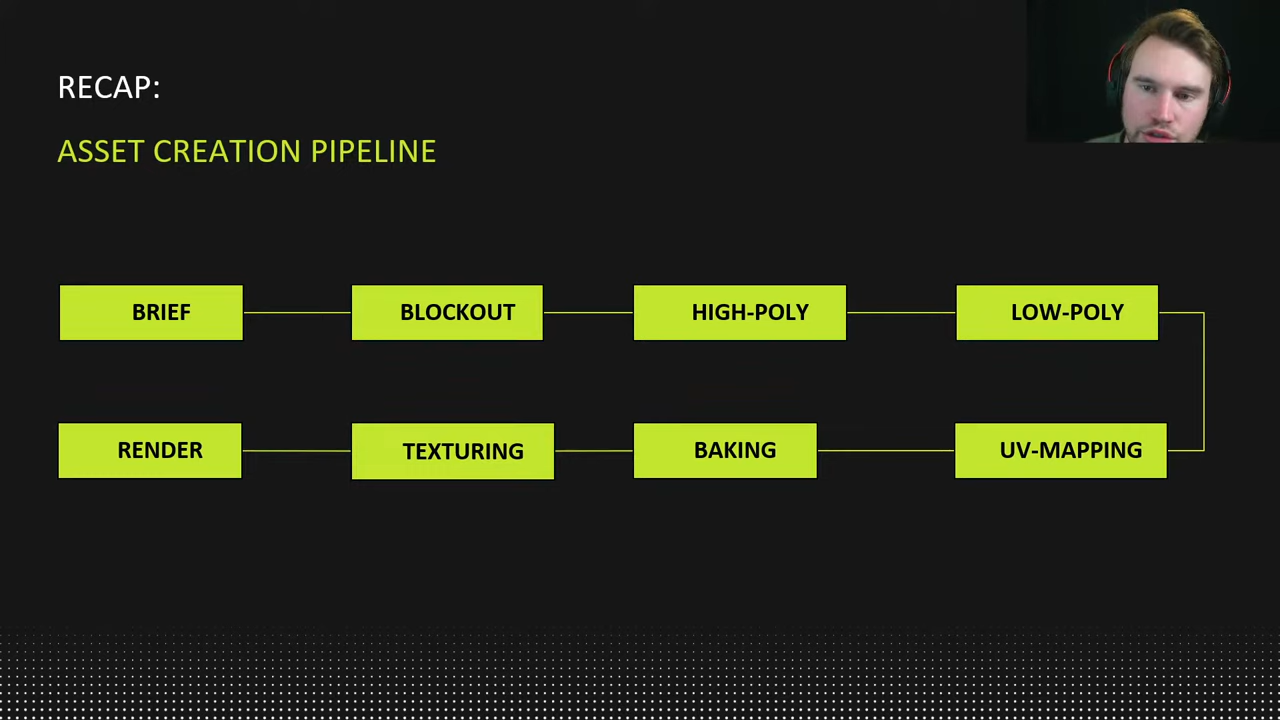 RECAP:
ASSET CREATION PIPELINE
BRIEF
BLOCKOUT
HIGH-POLY
LOW-POLY
RENDER
TEXTURING
BAKING
UV-MAPPING